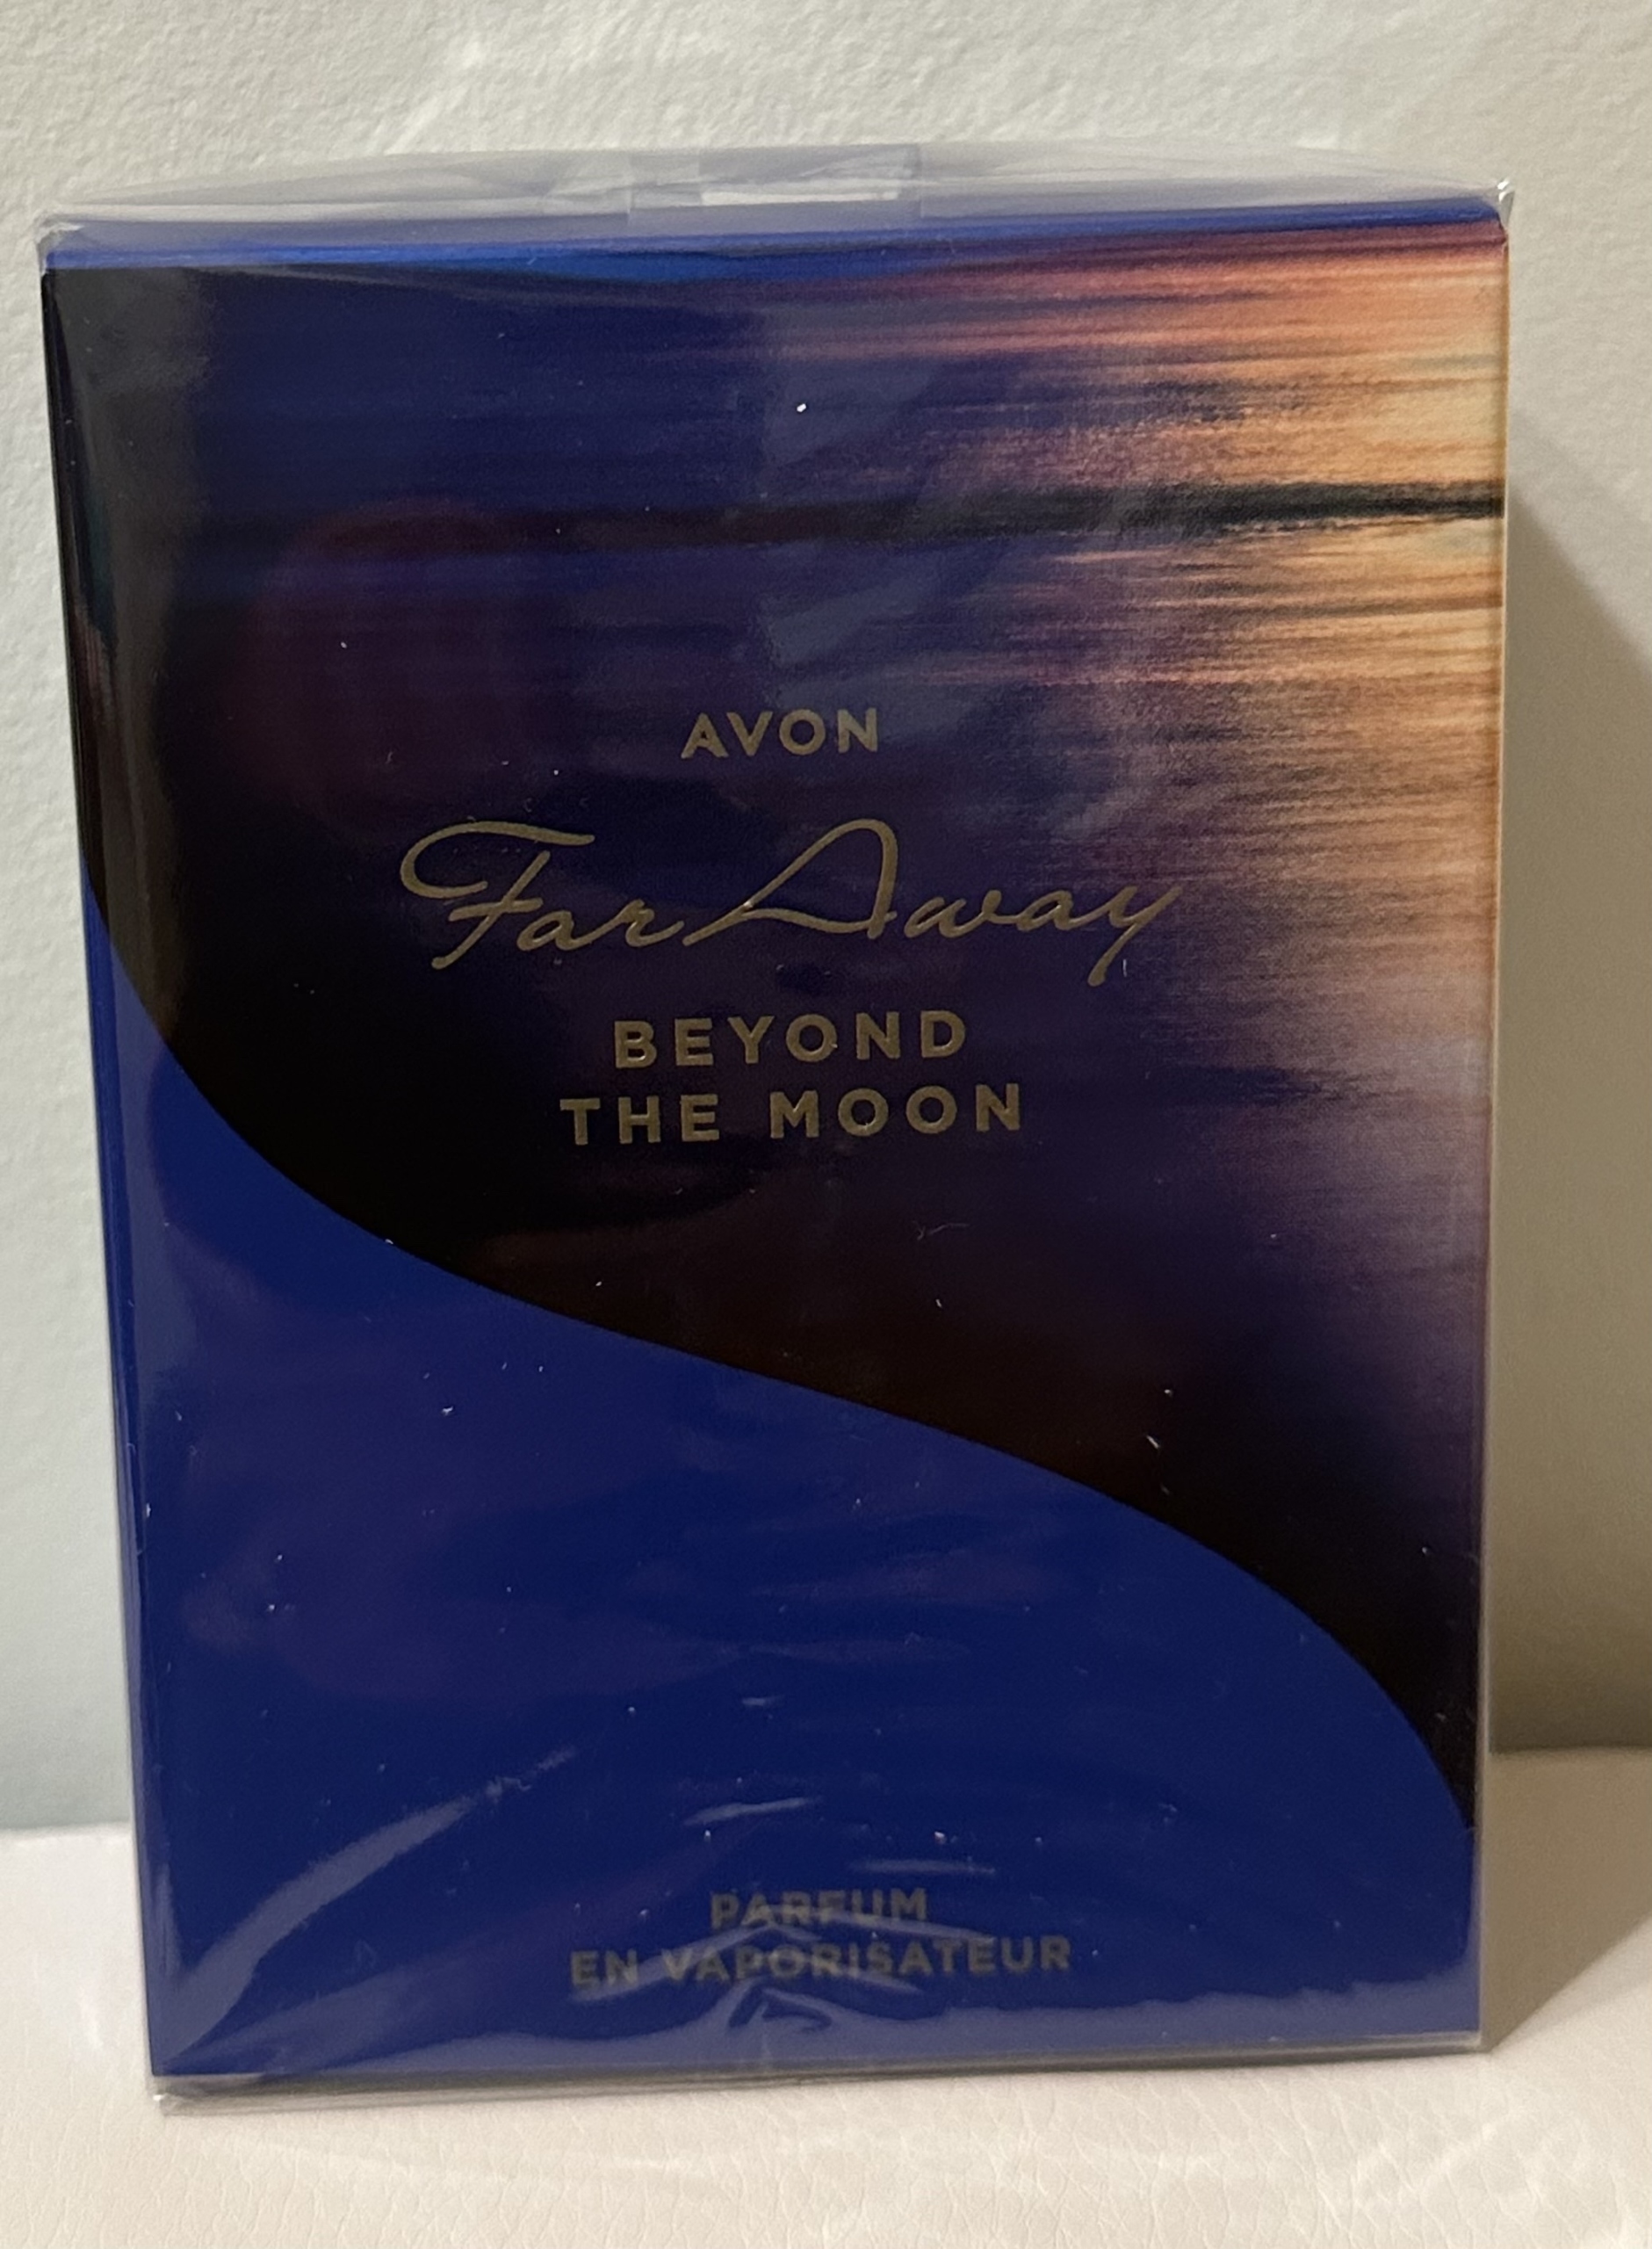 AVON
Far Away
BEYOND
THE MOON
PARFUM
EN VAPORISATEUR